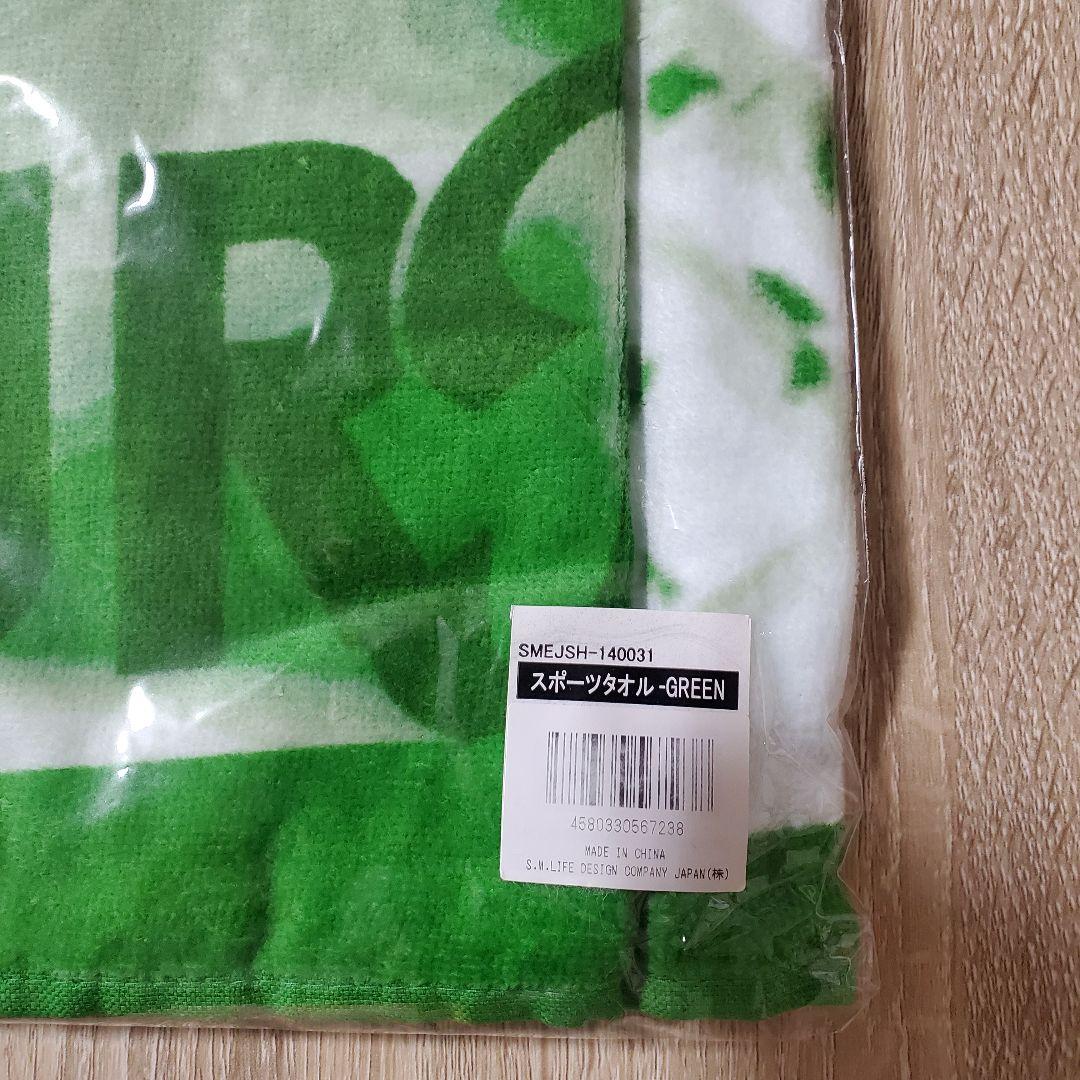 RS
SMEJSH-140031
スポーツタオル-GREEN
4580330567238
MADE IN CHINA
S.M.LIFE DESIGN COMPANY JAPAN(株)